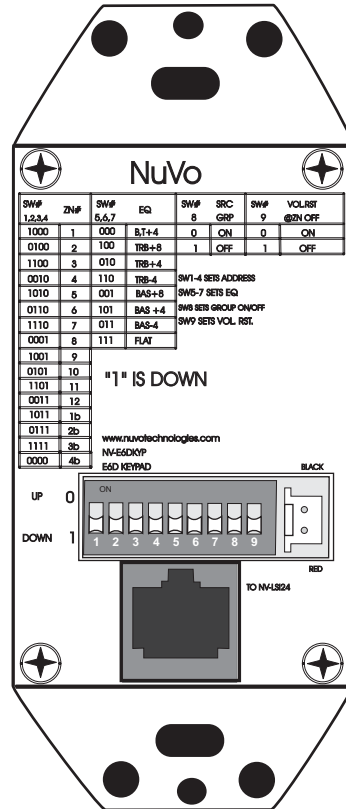 NuVo
SW# 1,2,3,4 ZN# SW# 5,6,7 EQ SW# 8 SRC GRP SW# 9 VOL.RST @ZN OFF
1000 1 000 B,T+4 0 ON 0 ON
0100 2 100 TRB+8 1 OFF 1 OFF
1100 3 010 TRB+4
0010 4 110 TRB-4 SW1-4 SETS ADDRESS
1010 5 001 BAS+8 SW5-7 SETS EQ
0110 6 101 BAS +4 SW8 SETS GROUP ON/OFF
1110 7 011 BAS-4 SW9 SETS VOL. RST.
0001 8 111 FLAT
1001 9
0101 10
1101 11 "1" IS DOWN
0011 12
1011 1b
0111 2b www.nuvotechnologies.com
1111 3b NV-E6DKYP
0000 4b E6D KEYPAD BLACK
UP 0 ON
DOWN 1 1 2 3 4 5 6 7 8 9
RED
TO NV-LSI24